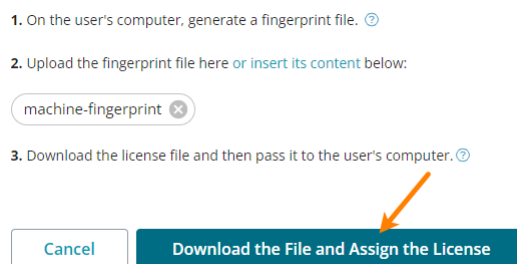 1. On the user's computer, generate a fingerprint file. ?
2. Upload the fingerprint file here or insert its content below:
machine-fingerprint
3. Download the license file and then pass it to the user's computer. ?
Cancel Download the File and Assign the License